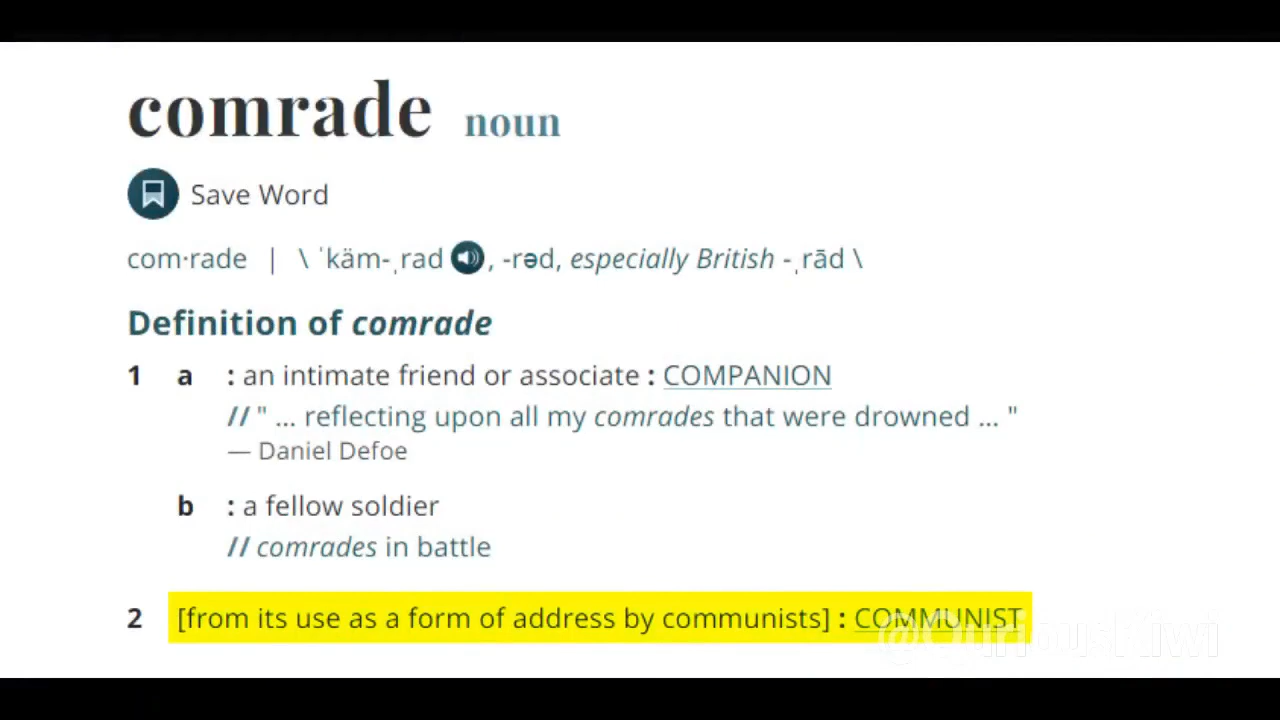 comrade noun
Save Word
com·rade | \ ˈkäm-ˌrad , -rəd, especially British -ˌrād \
Definition of comrade
1 a : an intimate friend or associate : COMPANION
// " ... reflecting upon all my comrades that were drowned ... "
— Daniel Defoe
b : a fellow soldier
// comrades in battle
2 [from its use as a form of address by communists] : COMMUNIST
@CuriousKiwi